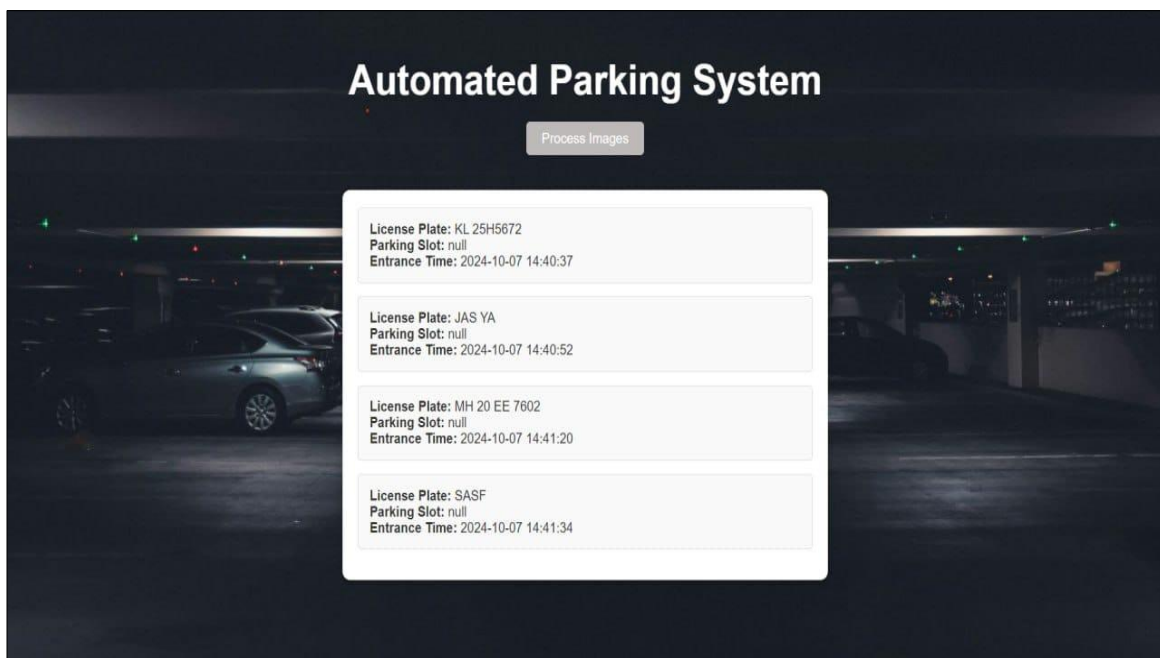 Automated Parking System
Process Images
License Plate: KL 25H5672
Parking Slot: null
Entrance Time: 2024-10-07 14:40:37
License Plate: JAS YA
Parking Slot: null
Entrance Time: 2024-10-07 14:40:52
License Plate: MH 20 EE 7602
Parking Slot: null
Entrance Time: 2024-10-07 14:41:20
License Plate: SASF
Parking Slot: null
Entrance Time: 2024-10-07 14:41:34